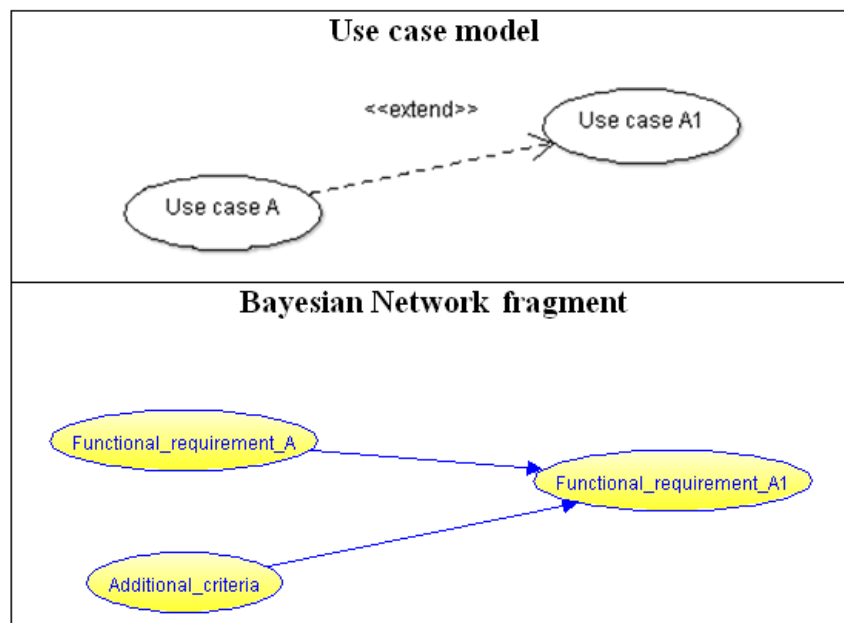 Use case model
<<extend>>
Use case A1
Use case A
Bayesian Network fragment
Functional_requirement_A
Functional_requirement_A1
Additional_criteria